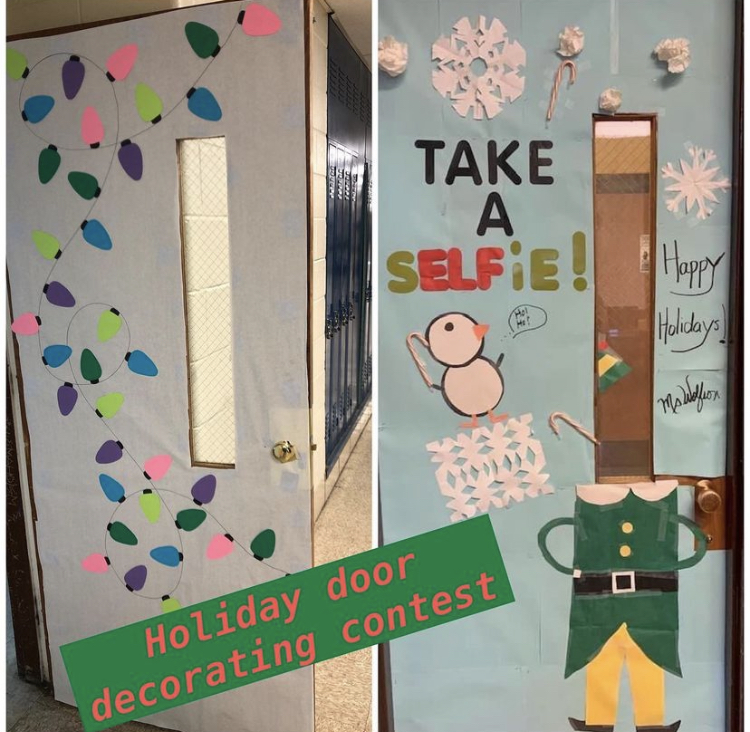 TAKE
A
SELFiE!
Ho!
Ho!
Happy
Holidays!
Holiday door
decorating contest